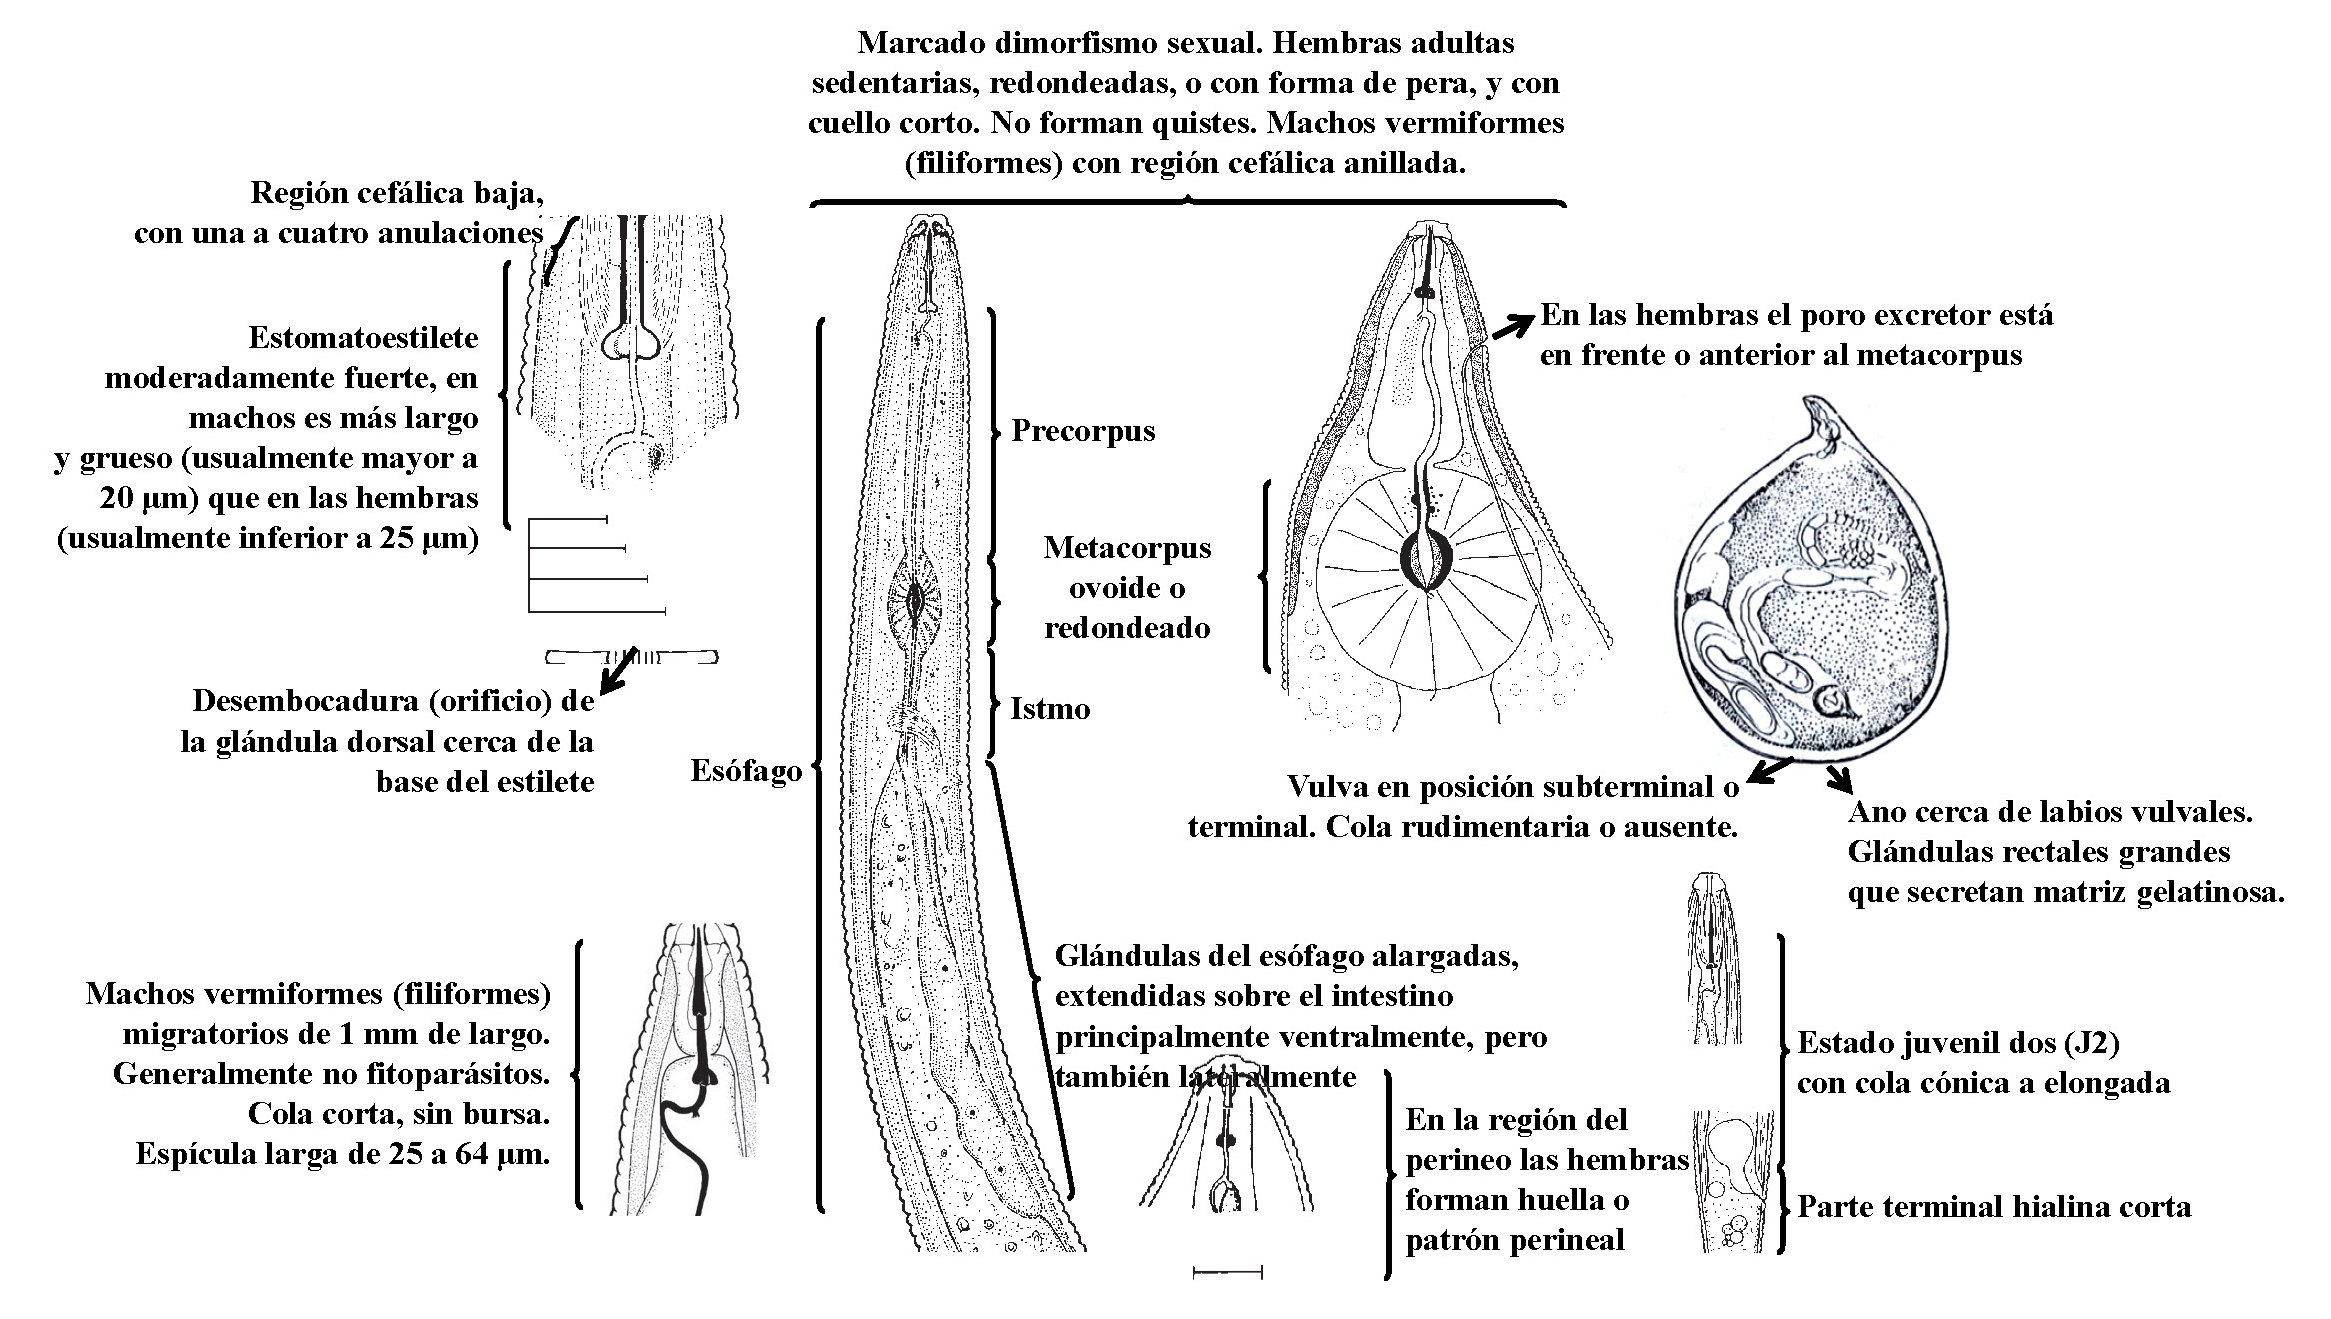 Marcado dimorfismo sexual. Hembras adultas
sedentarias, redondeadas, o con forma de pera, y con
cuello corto. No forman quistes. Machos vermiformes
(filiformes) con región cefálica anillada.
Región cefálica baja,
con una a cuatro anulaciones
Estomatoestilete
moderadamente fuerte, en
machos es más largo
y grueso (usualmente mayor a
20 μm) que en las hembras
(usualmente inferior a 25 μm)
Desembocadura (orificio) de
la glándula dorsal cerca de la
base del estilete
Esófago
Precorpus
Metacorpus
ovoide o
redondeado
Istmo
En las hembras el poro excretor está
en frente o anterior al metacorpus
Vulva en posición subterminal o
terminal. Cola rudimentaria o ausente.
Ano cerca de labios vulvales.
Glándulas rectales grandes
que secretan matriz gelatinosa.
Machos vermiformes (filiformes)
migratorios de 1 mm de largo.
Generalmente no fitoparásitos.
Cola corta, sin bursa.
Espícula larga de 25 a 64 μm.
Glándulas del esófago alargadas,
extendidas sobre el intestino
principalmente ventralmente, pero
también lateralmente
En la región del
perineo las hembras
forman huella o
patrón perineal
Estado juvenil dos (J2)
con cola cónica a elongada
Parte terminal hialina corta